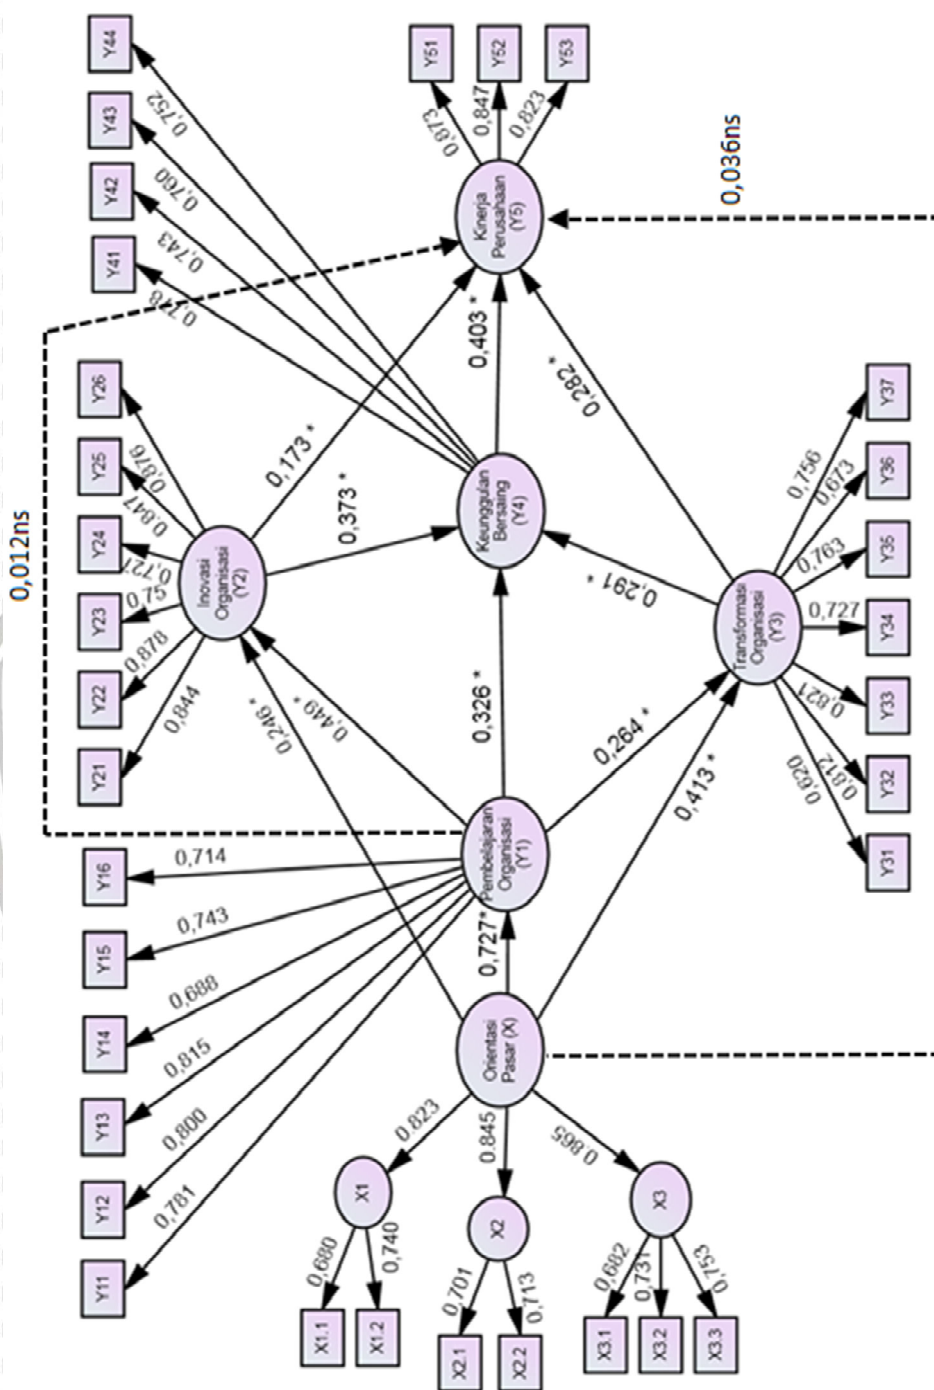 Y44
Y43
Y42
Y41
0,752
0,760
0,743
0,778
Y51
Y52
Y53
0,873
0,847
0,823
Kinerja
Perusahaan
(Y5)
0,036ns
0,012ns
0,173 *
0,403 *
0,282 *
0,373 *
0,291 *
Y26
Y25
Y24
Y23
Y22
Y21
0,876
0,847
0,727
0,75
0,878
0,844
Inovasi
Organisasi
(Y2)
Keunggulan
Bersaing
(Y4)
Transformasi
Organisasi
(Y3)
Y37
Y36
Y35
Y34
Y33
Y32
Y31
0,756
0,673
0,763
0,727
0,821
0,812
0,620
0,246 *
0,449 *
0,326 *
0,264 *
0,413 *
Pembelajaran
Organisasi
(Y1)
0,727*
Y16
Y15
Y14
Y13
Y12
Y11
0,714
0,743
0,688
0,815
0,800
0,781
Orientasi
Pasar (X)
0.823
0.845
0.865
X1
X2
X3
0,680
0,740
0,701
0,713
0,682
0,731
0,753
X1.1
X1.2
X2.1
X2.2
X3.1
X3.2
X3.3